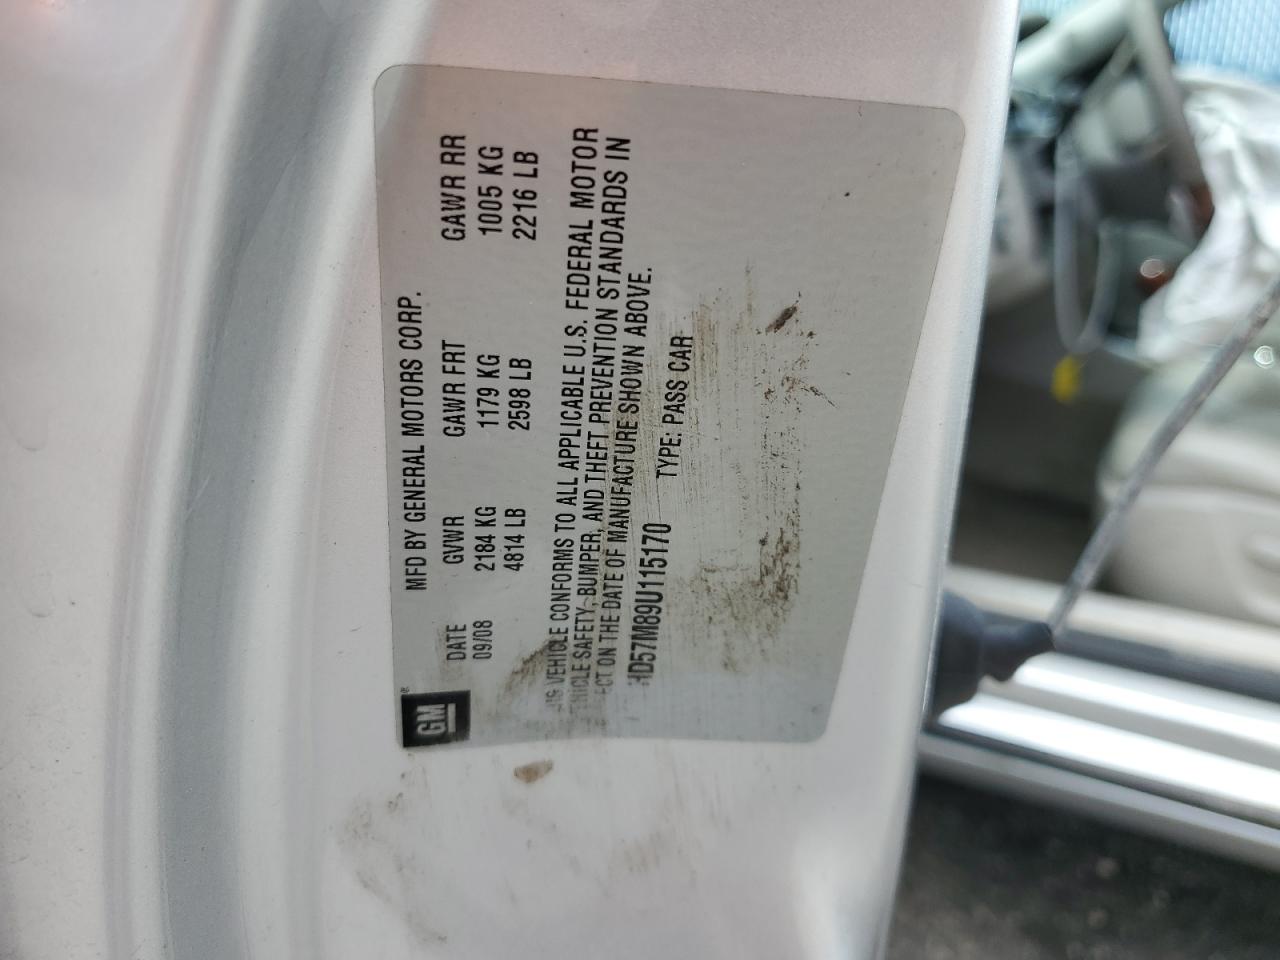 GM
MFD BY GENERAL MOTORS CORP.
DATE GVWR GAWR FRT GAWR RR
09/08 2184 KG 1179 KG 1005 KG
4814 LB 2598 LB 2216 LB
VEHICLE CONFORMS TO ALL APPLICABLE U.S. FEDERAL MOTOR
SAFETY, BUMPER, AND THEFT PREVENTION STANDARDS IN
ON THE DATE OF MANUFACTURE SHOWN ABOVE.
HD57M89U115170 TYPE: PASS CAR